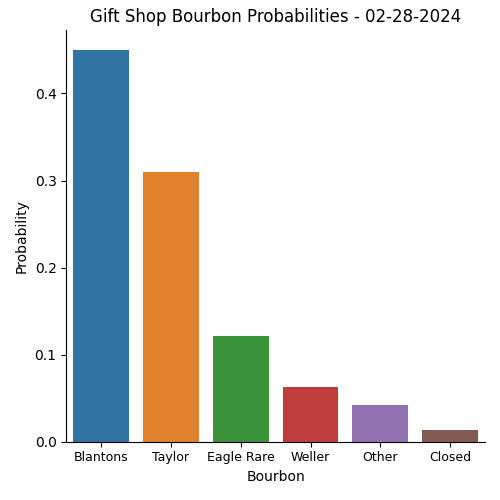 Gift Shop Bourbon Probabilities - 02-28-2024
Probability
0.4
0.3
0.2
0.1
0.0
Blantons Taylor Eagle Rare Weller Other Closed
Bourbon